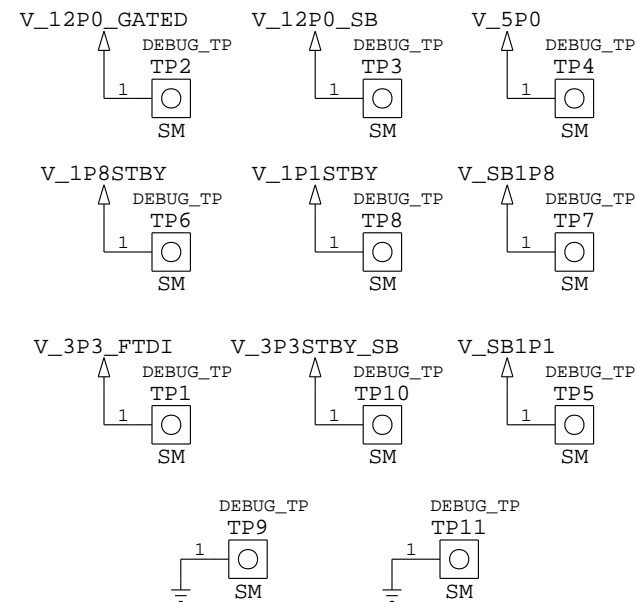 V_12P0_GATED V_12P0_SB V_5P0
DEBUG_TP DEBUG_TP DEBUG_TP
TP2 TP3 TP4
1 1 1
SM SM SM
V_1P8STBY V_1P1STBY V_SB1P8
DEBUG_TP DEBUG_TP DEBUG_TP
TP6 TP8 TP7
1 1 1
SM SM SM
V_3P3_FTDI V_3P3STBY_SB V_SB1P1
DEBUG_TP DEBUG_TP DEBUG_TP
TP1 TP10 TP5
1 1 1
SM SM SM
DEBUG_TP DEBUG_TP
TP9 TP11
1 1
SM SM